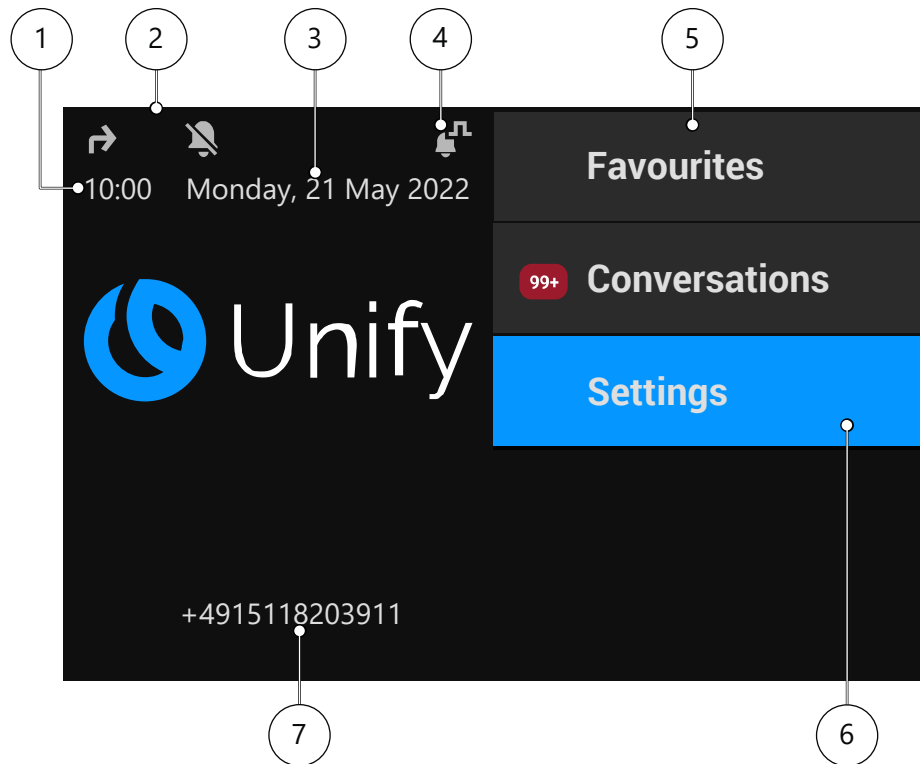 1
2
3
4
5
10:00
Monday, 21 May 2022
Favourites
99+
Conversations
Unify
Settings
+4915118203911
7
6